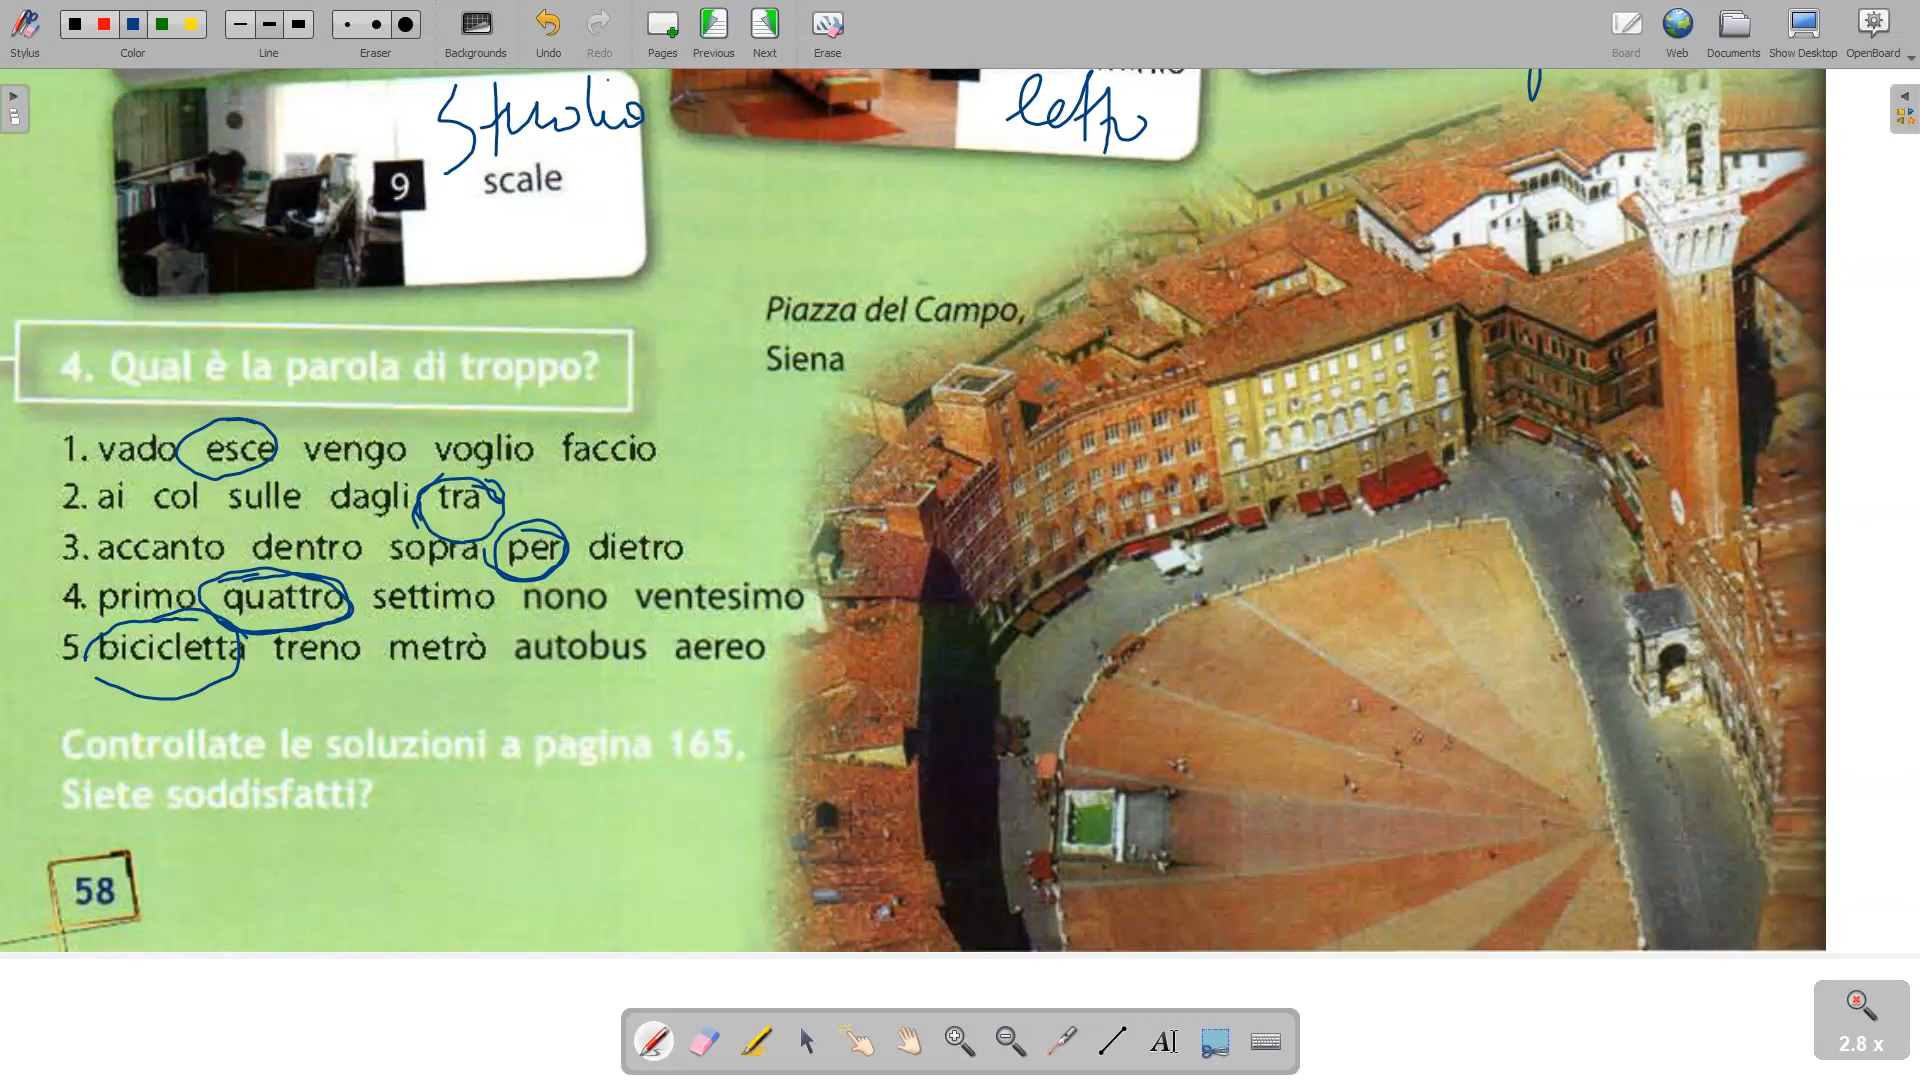 Stylus
Color
Line
Eraser
Backgrounds
Undo
Redo
Pages
Previous
Next
Erase
Board
Web
Documents
Show Desktop
OpenBoard
studio
letto
9 scale
Piazza del Campo,
Siena
4. Qual è la parola di troppo?
1. vado esce vengo voglio faccio
2. ai col sulle dagli tra
3. accanto dentro sopra per dietro
4. primo quattro settimo nono ventesimo
5. bicicletta treno metrò autobus aereo
Controllate le soluzioni a pagina 165.
Siete soddisfatti?
58
2.8 x